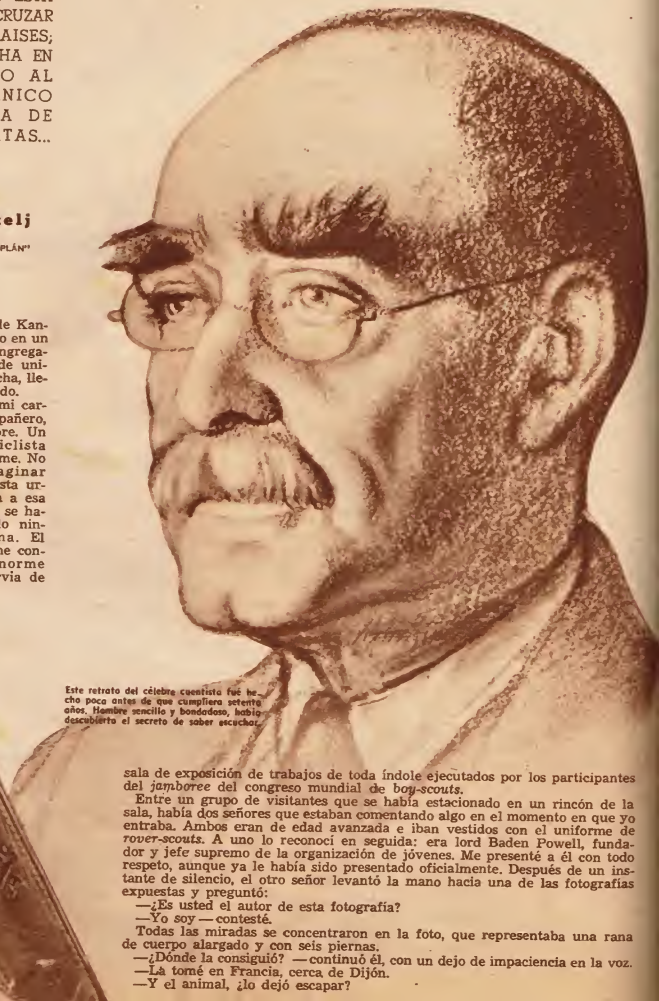 CRUZAR
AISES;
HA EN
O AL
NICO
A DE
TAS...
elj
PLÁN"
le Kan-
o en un
ngrega-
de uni-
cha, lle-
do.
mi car-
pañero,
bre. Un
iclista
me. No
aginar
sta ur-
a a esa
se ha-
o nin-
na. El
ne con-
norme
rvia de
Este retrato del célebre cuentista fué he-
cho poco antes de que cumpliera setenta
años. Hombre sencillo y bondadoso, había
descubierto el secreto de saber escuchar.
sala de exposición de trabajos de toda índole ejecutados por los participantes
del jamboree del congreso mundial de boy-scouts.
Entre un grupo de visitantes que se había estacionado en un rincón de la
sala, había dos señores que estaban comentando algo en el momento en que yo
entraba. Ambos eran de edad avanzada e iban vestidos con el uniforme de
rover-scouts. A uno lo reconocí en seguida: era lord Baden Powell, funda-
dor y jefe supremo de la organización de jóvenes. Me presenté a él con todo
respeto, aunque ya le había sido presentado oficialmente. Después de un ins-
tante de silencio, el otro señor levantó la mano hacia una de las fotografías
expuestas y preguntó:
—¿Es usted el autor de esta fotografía?
—Yo soy — contesté.
Todas las miradas se concentraron en la foto, que representaba una rana
de cuerpo alargado y con seis piernas.
—¿Dónde la consiguió? — continuó él, con un dejo de impaciencia en la voz.
—La tomé en Francia, cerca de Dijón.
—Y el animal, ¿lo dejó escapar?